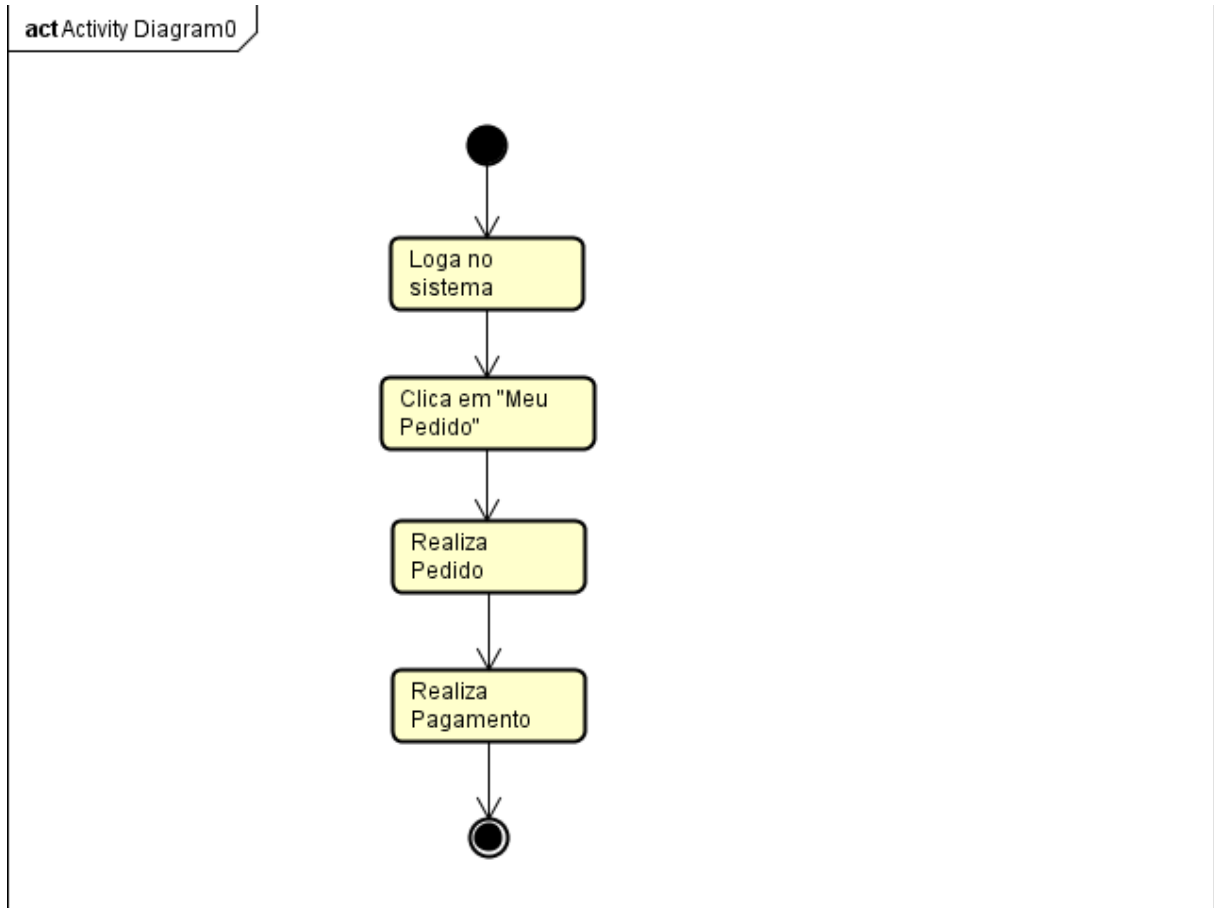 act Activity Diagram0
Loga no
sistema
Clica em "Meu
Pedido"
Realiza
Pedido
Realiza
Pagamento